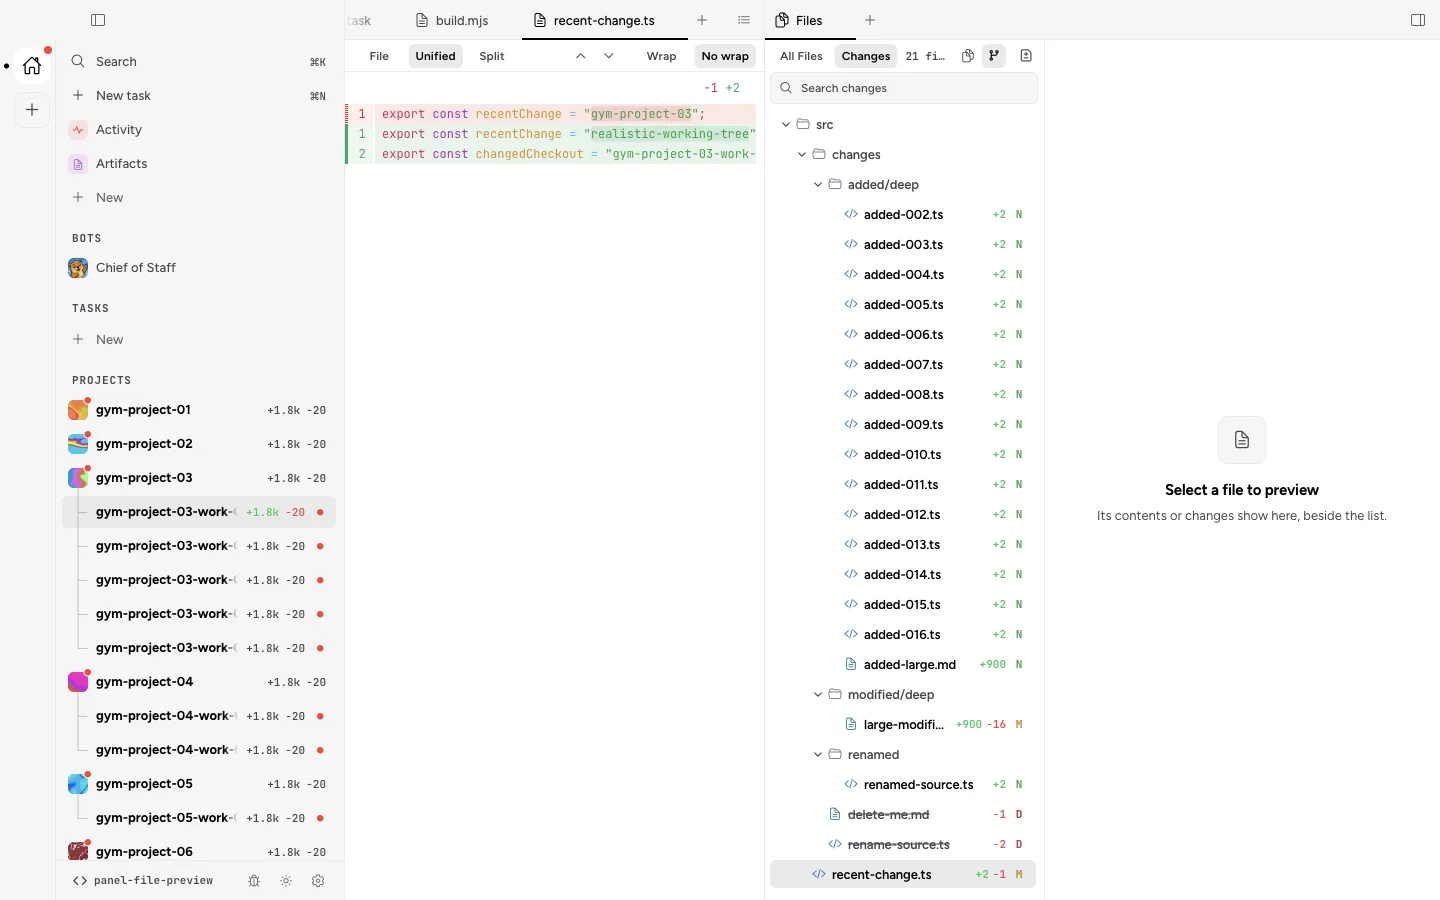 task
build.mjs
recent-change.ts
Files
Search ⌘K
New task ⌘N
Activity
Artifacts
New
BOTS
Chief of Staff
TASKS
New
PROJECTS
gym-project-01 +1.8k -20
gym-project-02 +1.8k -20
gym-project-03 +1.8k -20
gym-project-03-work- +1.8k -20
gym-project-03-work- +1.8k -20
gym-project-03-work- +1.8k -20
gym-project-03-work- +1.8k -20
gym-project-03-work- +1.8k -20
gym-project-04 +1.8k -20
gym-project-04-work- +1.8k -20
gym-project-04-work- +1.8k -20
gym-project-05 +1.8k -20
gym-project-05-work- +1.8k -20
gym-project-06 +1.8k -20
panel-file-preview
File Unified Split Wrap No wrap
-1 +2
1 export const recentChange = "gym-project-03";
1 export const recentChange = "realistic-working-tree"
2 export const changedCheckout = "gym-project-03-work-
All Files Changes 21 fi…
Search changes
src
changes
added/deep
added-002.ts +2 N
added-003.ts +2 N
added-004.ts +2 N
added-005.ts +2 N
added-006.ts +2 N
added-007.ts +2 N
added-008.ts +2 N
added-009.ts +2 N
added-010.ts +2 N
added-011.ts +2 N
added-012.ts +2 N
added-013.ts +2 N
added-014.ts +2 N
added-015.ts +2 N
added-016.ts +2 N
added-large.md +900 N
modified/deep
large-modifi… +900 -16 M
renamed
renamed-source.ts +2 N
delete-me.md -1 D
rename-source.ts -2 D
recent-change.ts +2 -1 M
Select a file to preview
Its contents or changes show here, beside the list.